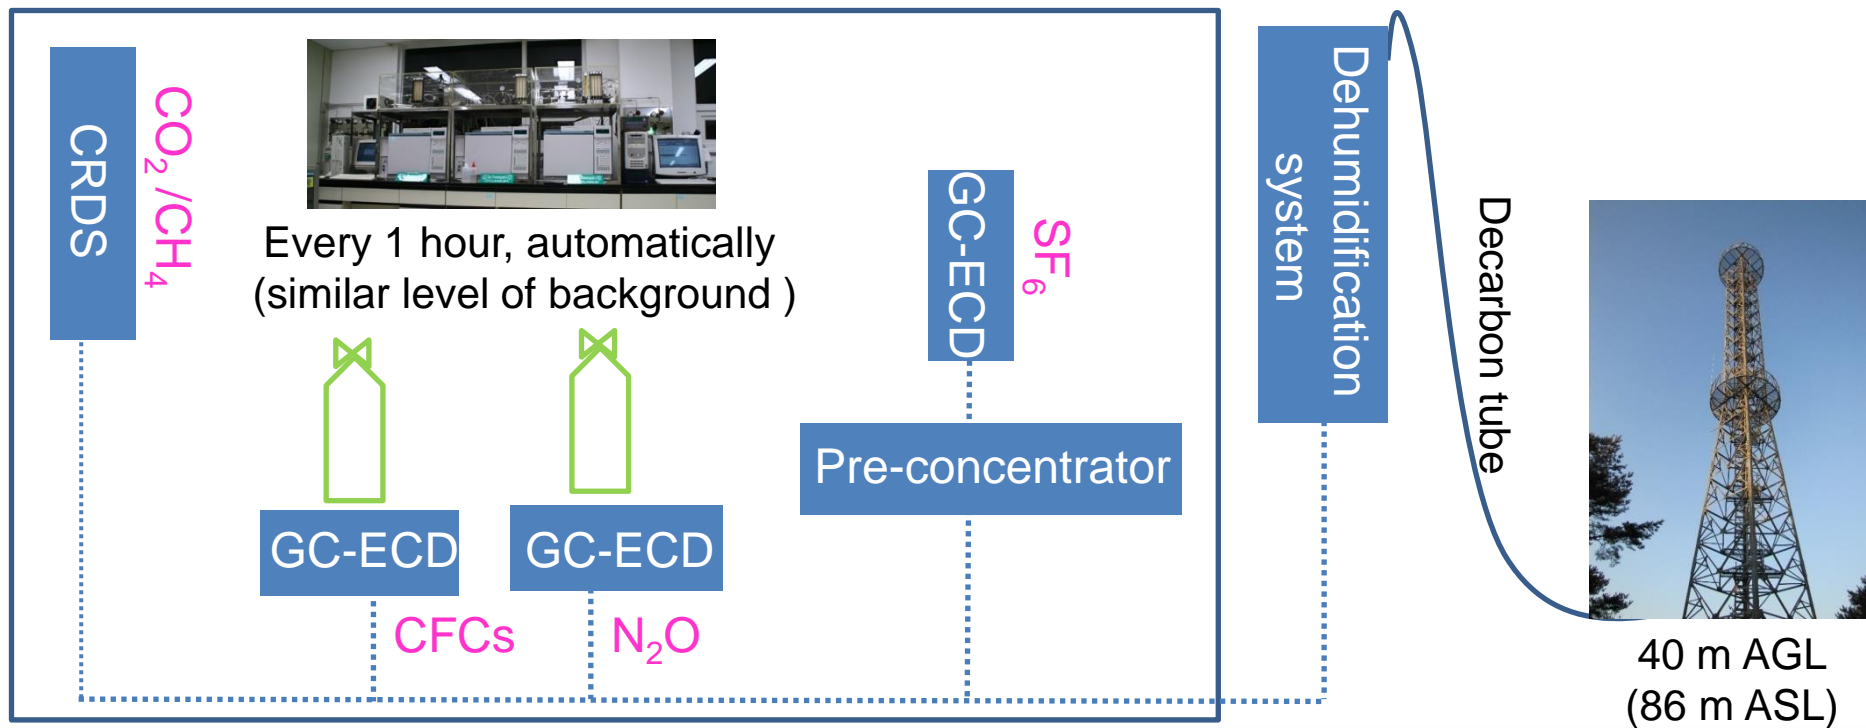 CRDS
CO₂/CH₄
Every 1 hour, automatically
(similar level of background )
GC-ECD
CFCs
GC-ECD
N₂O
GC-ECD
SF₆
Pre-concentrator
Dehumidification
system
Decarbon tube
40 m AGL
(86 m ASL)